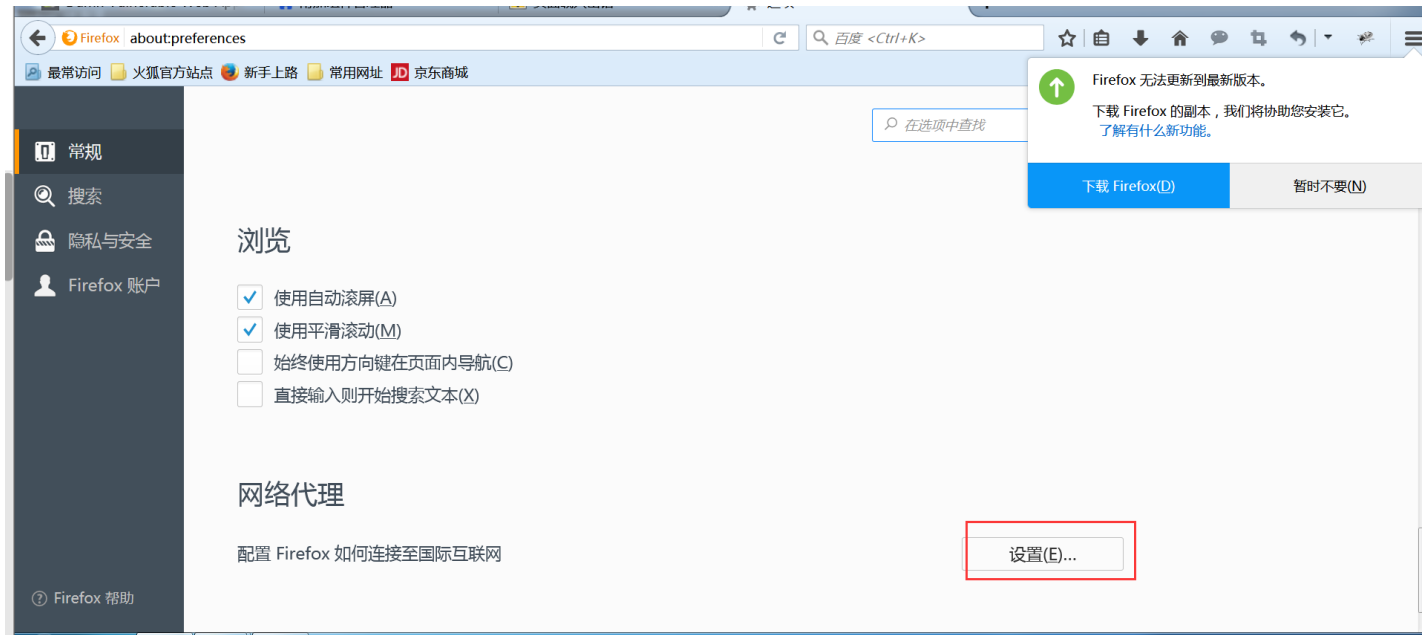 Firefox about:preferences
百度 <Ctrl+K>
最常访问 火狐官方站点 新手上路 常用网址 JD 京东商城
Firefox 无法更新到最新版本。
下载 Firefox 的副本，我们将协助您安装它。
了解有什么新功能。
下载 Firefox(D)
暂时不要(N)
在选项中查找
常规
搜索
隐私与安全
Firefox 账户
浏览
使用自动滚屏(A)
使用平滑滚动(M)
始终使用方向键在页面内导航(C)
直接输入则开始搜索文本(X)
网络代理
配置 Firefox 如何连接至国际互联网
设置(E)...
Firefox 帮助